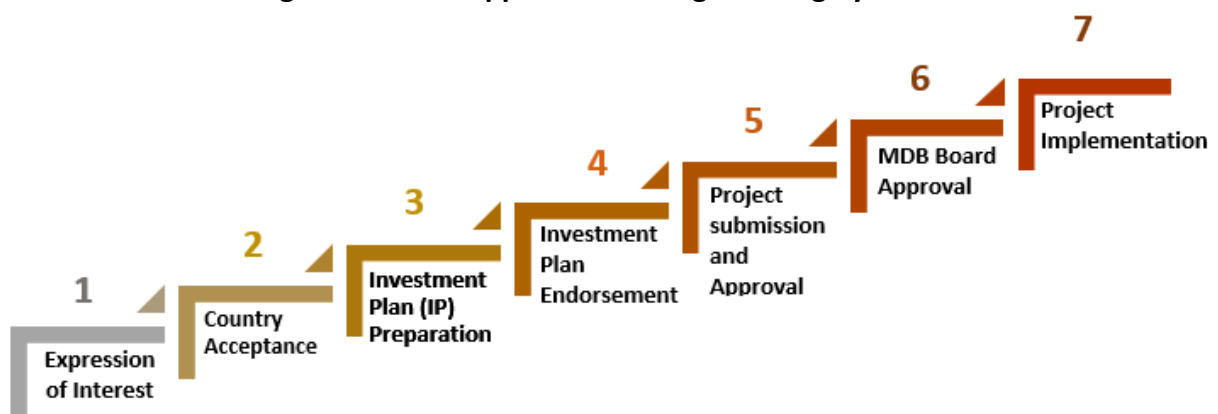 7
6
5
4
3
2
1
Project
Implementation
MDB Board
Approval
Project
submission
and
Approval
Investment
Plan
Endorsement
Investment
Plan (IP)
Preparation
Country
Acceptance
Expression
of Interest